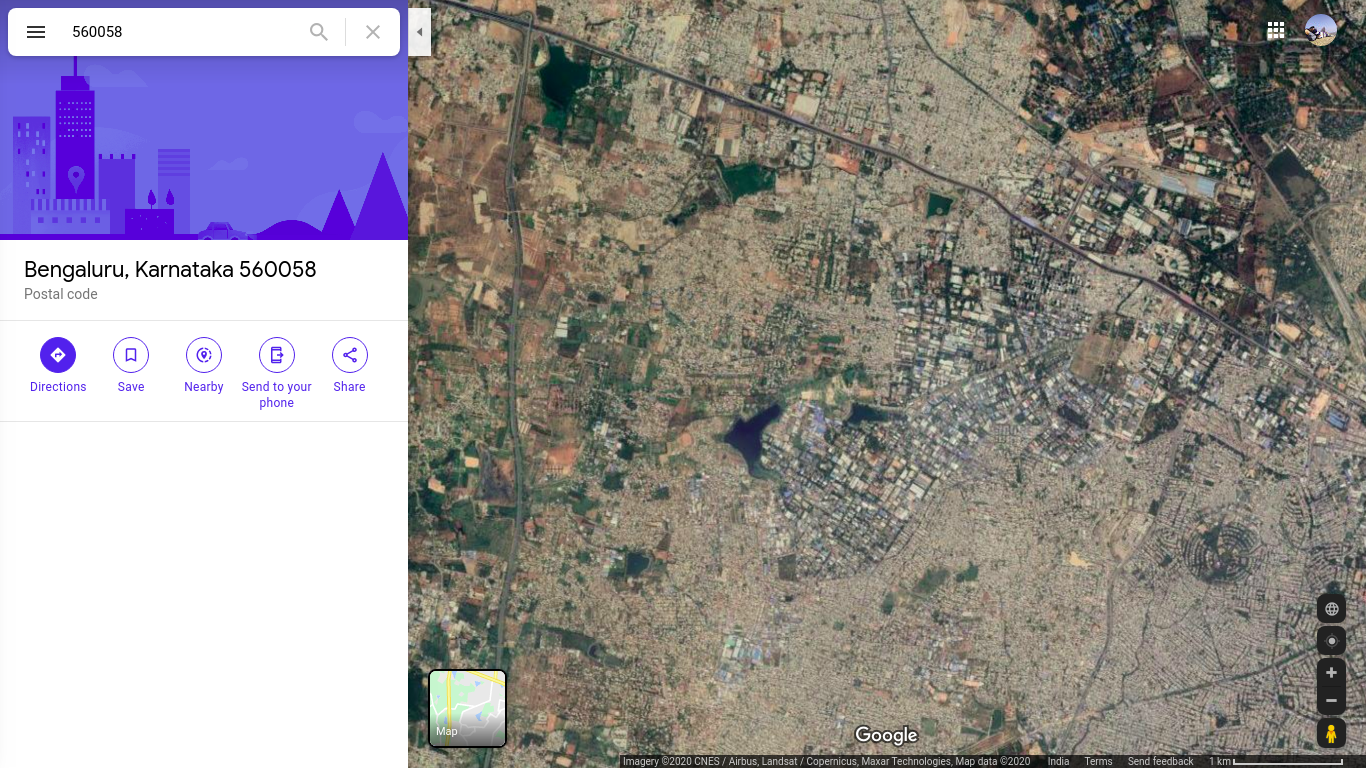 560058
Bengaluru, Karnataka 560058
Postal code
Directions
Save
Nearby
Send to your
phone
Share
Map
Google
Imagery ©2020 CNES / Airbus, Landsat / Copernicus, Maxar Technologies, Map data ©2020 India Terms Send feedback 1 km